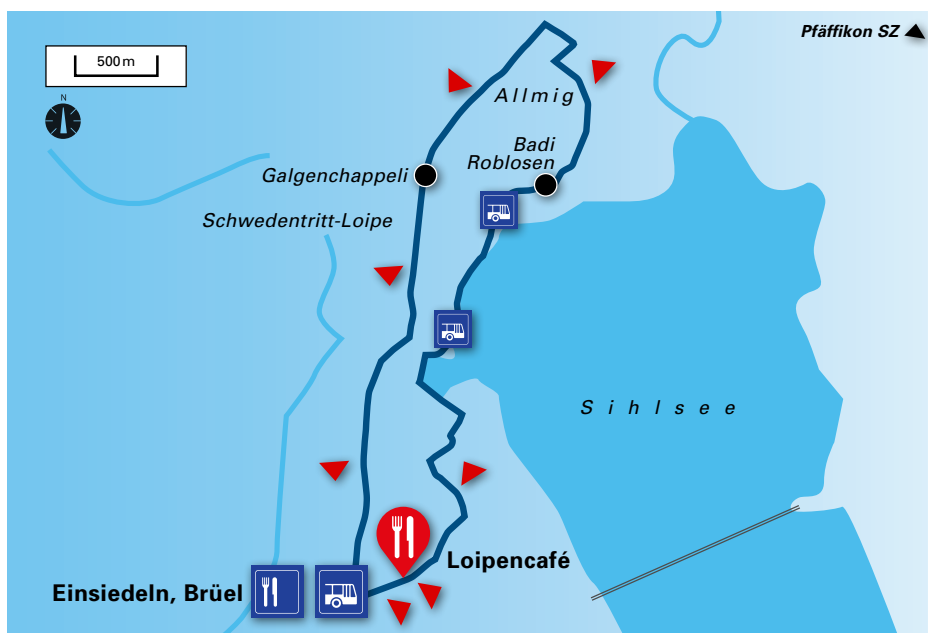 Pfäffikon SZ
500 m
N
Allmig
Badi
Roblosen
Galgenchappeli
Schwedentritt-Loipe
Sihlsee
Loipencafé
Einsiedeln, Brüel